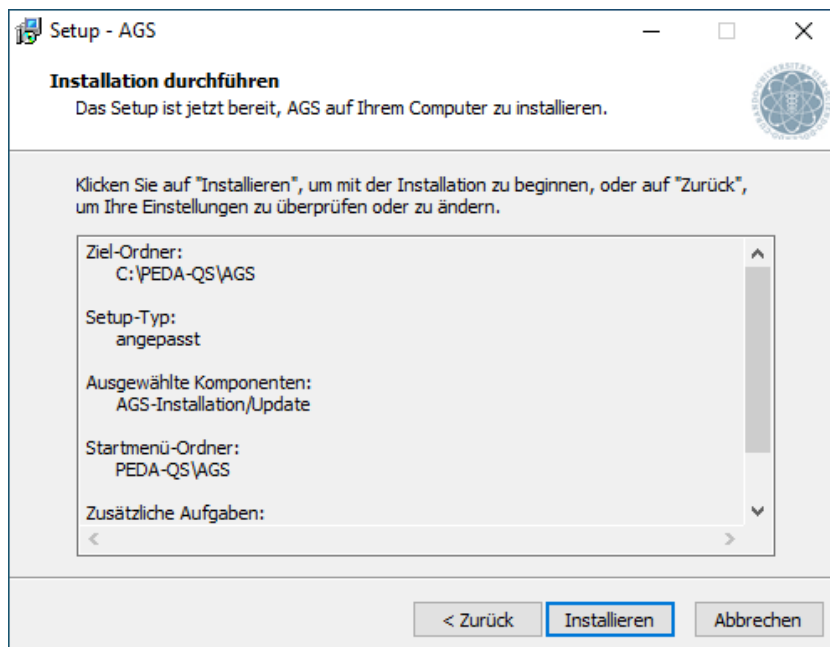 Setup - AGS
Installation durchführen
Das Setup ist jetzt bereit, AGS auf Ihrem Computer zu installieren.
Klicken Sie auf "Installieren", um mit der Installation zu beginnen, oder auf "Zurück",
um Ihre Einstellungen zu überprüfen oder zu ändern.
Ziel-Ordner:
C:\PEDA-QS\AGS
Setup-Typ:
angepasst
Ausgewählte Komponenten:
AGS-Installation/Update
Startmenü-Ordner:
PEDA-QS\AGS
Zusätzliche Aufgaben:
< Zurück
Installieren
Abbrechen